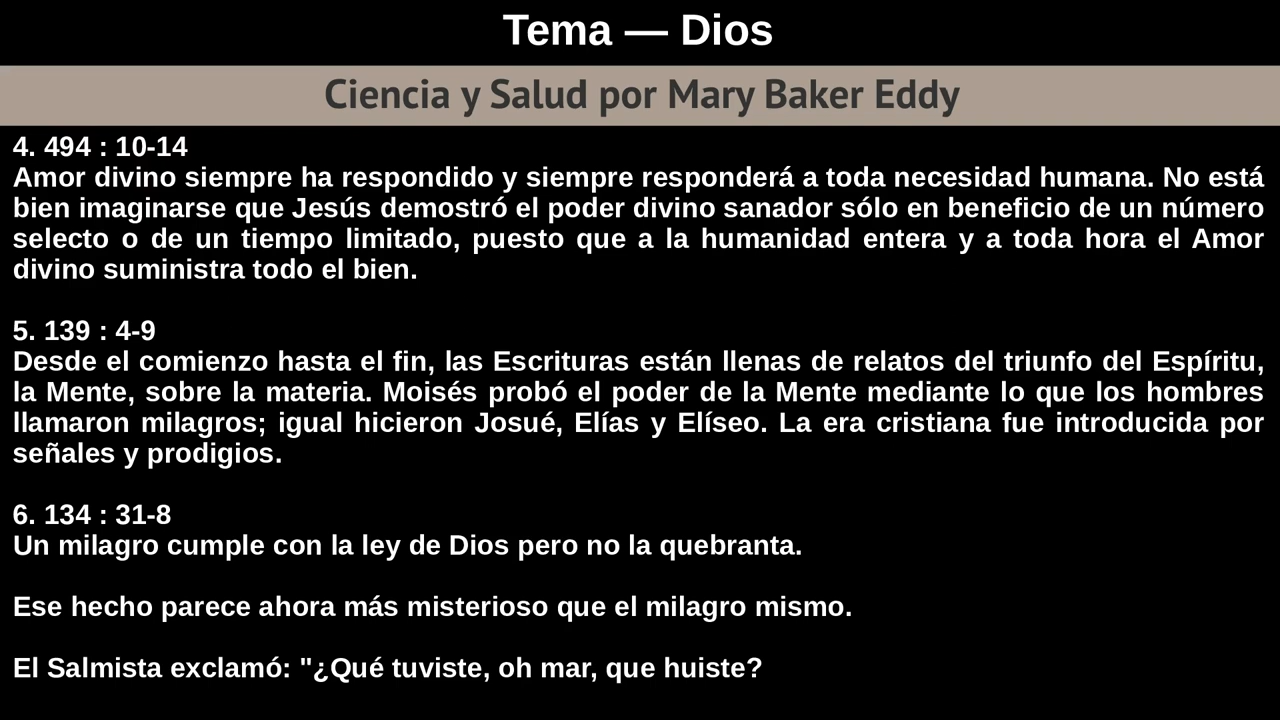 Tema — Dios
Ciencia y Salud por Mary Baker Eddy
4. 494 : 10-14
Amor divino siempre ha respondido y siempre responderá a toda necesidad humana. No está
bien imaginarse que Jesús demostró el poder divino sanador sólo en beneficio de un número
selecto o de un tiempo limitado, puesto que a la humanidad entera y a toda hora el Amor
divino suministra todo el bien.
5. 139 : 4-9
Desde el comienzo hasta el fin, las Escrituras están llenas de relatos del triunfo del Espíritu,
la Mente, sobre la materia. Moisés probó el poder de la Mente mediante lo que los hombres
llamaron milagros; igual hicieron Josué, Elías y Elíseo. La era cristiana fue introducida por
señales y prodigios.
6. 134 : 31-8
Un milagro cumple con la ley de Dios pero no la quebranta.
Ese hecho parece ahora más misterioso que el milagro mismo.
El Salmista exclamó: "¿Qué tuviste, oh mar, que huiste?